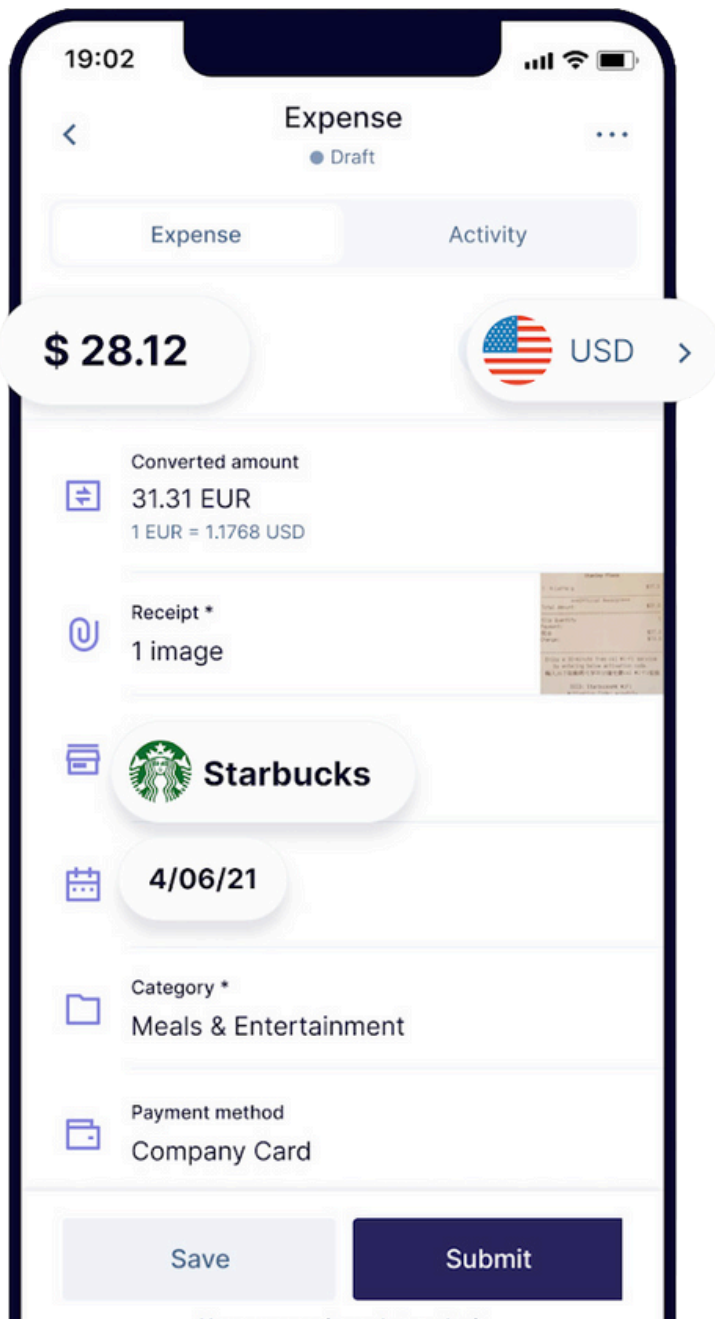 19:02
Expense
Draft
Expense
Activity
$ 28.12
USD
Converted amount
31.31 EUR
1 EUR = 1.1768 USD
Receipt *
1 image
Starbucks
4/06/21
Category *
Meals & Entertainment
Payment method
Company Card
Save
Submit